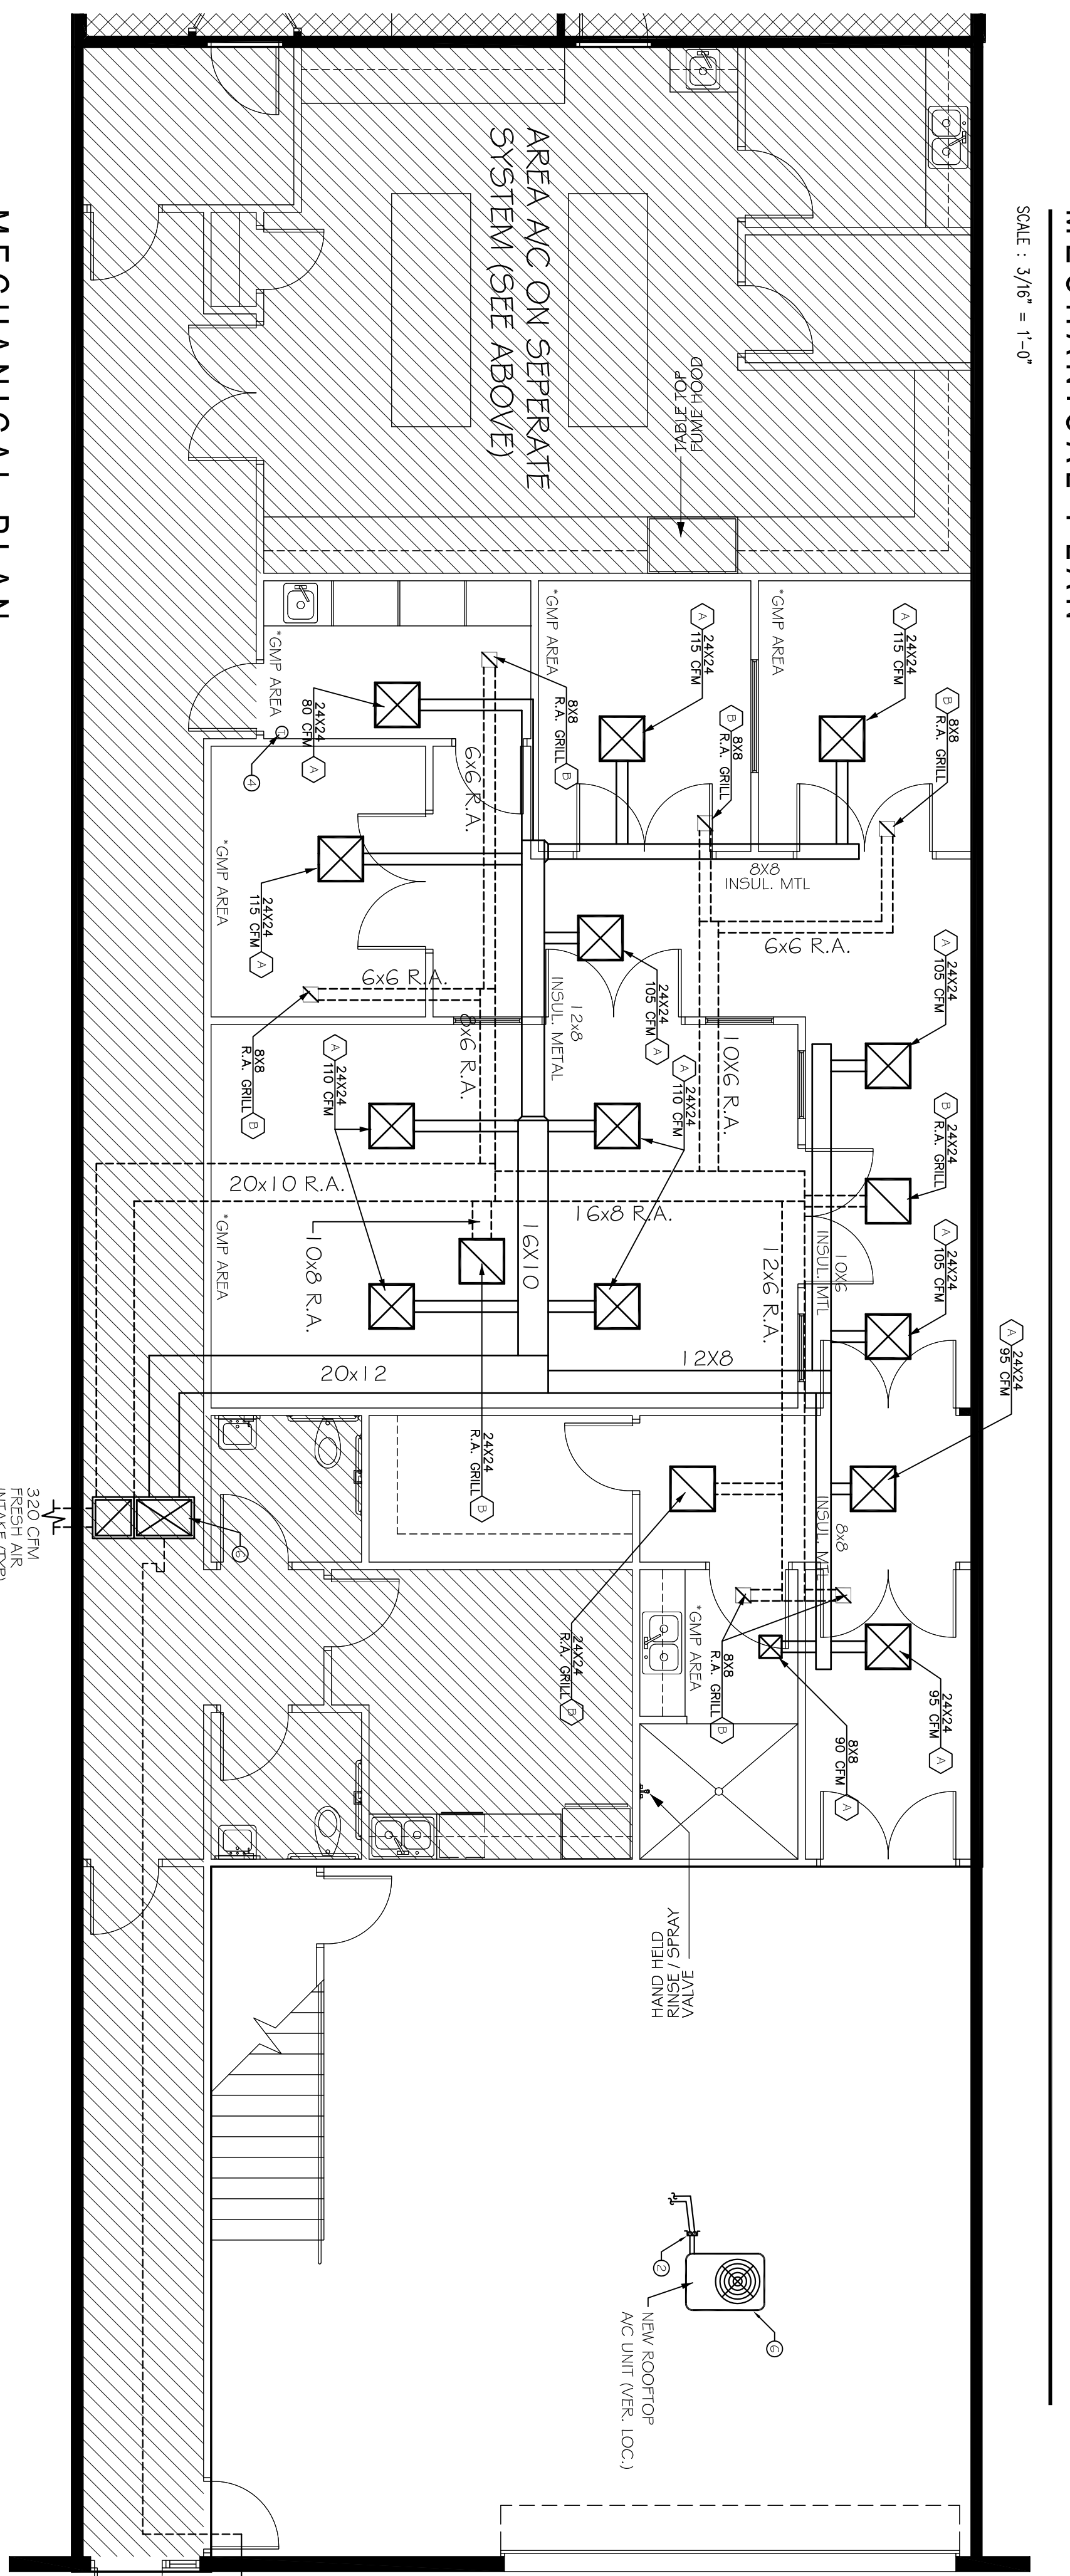 MECHANICAL PLAN
SCALE : 3/16" = 1'-0"
AREA A/C ON SEPERATE
SYSTEM (SEE ABOVE)
TABLE TOP
FUME HOOD
*GMP AREA
A
24X24
115 CFM
B
8X8
R.A. GRILL
*GMP AREA
A
24X24
115 CFM
B
8X8
R.A. GRILL
8X8
R.A. GRILL
B
*GMP AREA
T
4
24X24
80 CFM
A
6x6 R.A.
8X8
INSUL. MTL
6x6 R.A.
*GMP AREA
24X24
115 CFM
A
6x6 R.A.
8X8
R.A. GRILL
B
8x6 R.A.
12x8
INSUL. METAL
24X24
105 CFM
A
10X6 R.A.
A
24X24
110 CFM
A
24X24
110 CFM
A
24X24
105 CFM
B
24X24
R.A. GRILL
A
24X24
105 CFM
A
24X24
95 CFM
10X6
INSUL. MTL
20x10 R.A.
16x8 R.A.
12x6 R.A.
*GMP AREA
10x8 R.A.
16X10
20x12
12X8
24X24
R.A. GRILL
B
8x8
INSUL. MTL
24X24
R.A. GRILL
B
*GMP AREA
8X8
R.A. GRILL
B
8X8
90 CFM
A
24X24
95 CFM
A
6
320 CFM
FRESH AIR
INTAKE (TYP)
VALVE
RINSE / SPRAY
HAND HELD
2
6
NEW ROOFTOP
A/C UNIT (VER. LOC.)
MECHANICAL PLAN